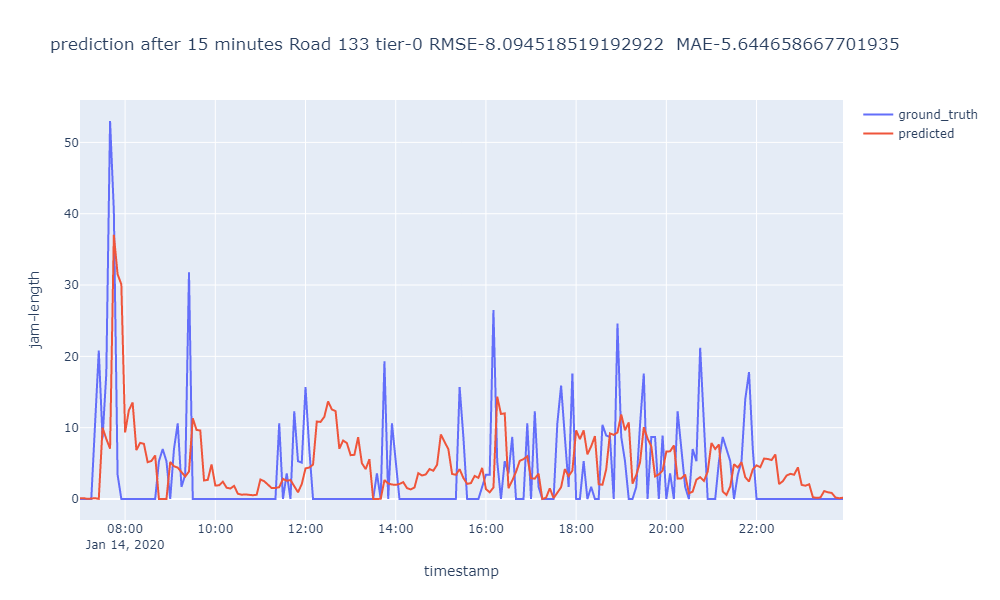 prediction after 15 minutes Road 133 tier-0 RMSE-8.094518519192922  MAE-5.644658667701935
ground_truth
predicted
50
40
30
20
10
0
jam-length
08:00
10:00
12:00
14:00
16:00
18:00
20:00
22:00
Jan 14, 2020
timestamp